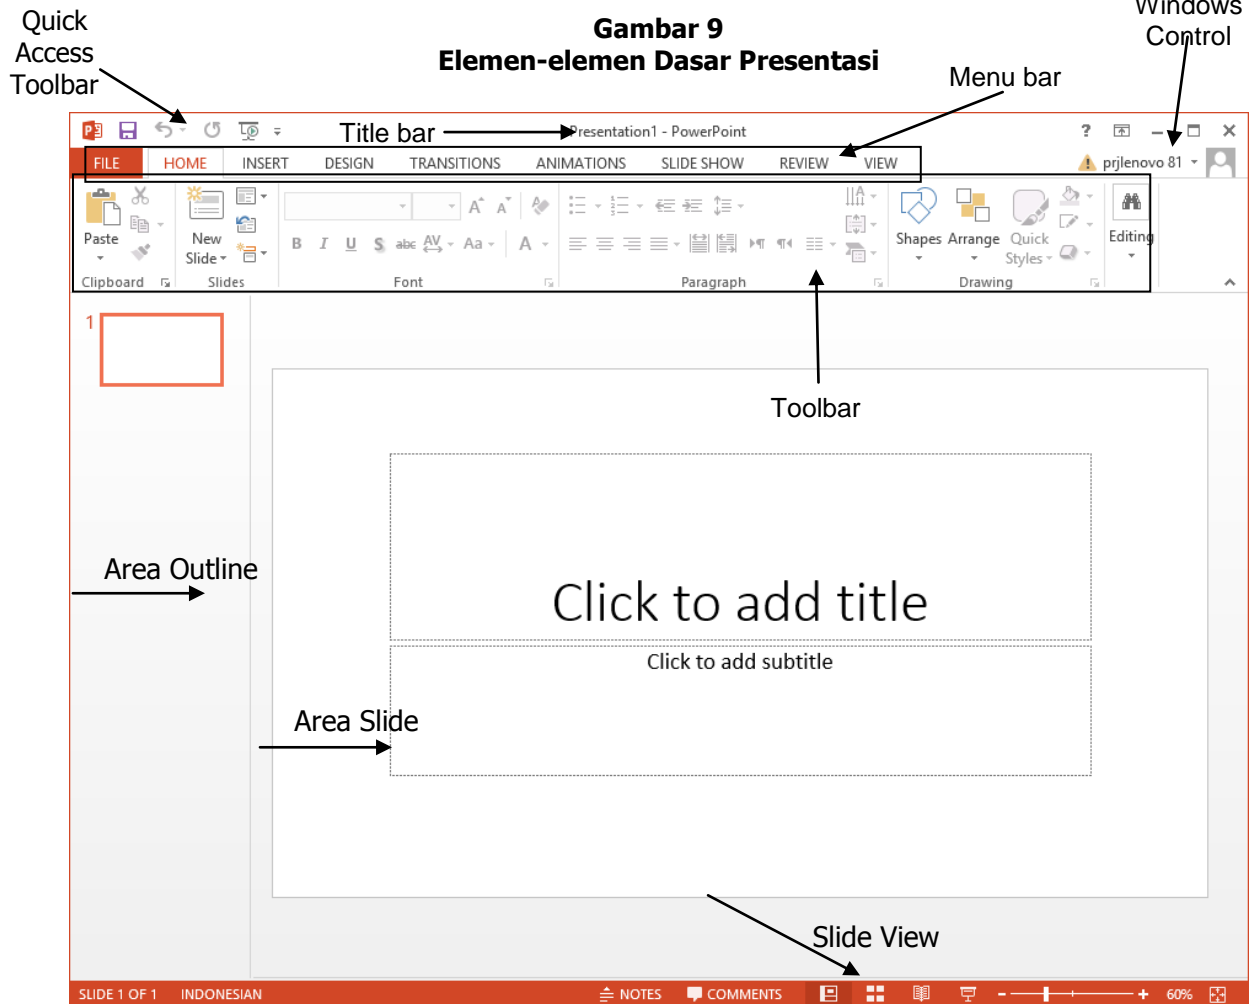 Windows
Control
Quick
Access
Toolbar
Gambar 9
Elemen-elemen Dasar Presentasi
Menu bar
Title bar
Presentation1 - PowerPoint
?
FILE HOME INSERT DESIGN TRANSITIONS ANIMATIONS SLIDE SHOW REVIEW VIEW
prjlenovo 81
Paste
New
Slide
B I U S abc AV Aa A
Shapes Arrange Quick
Styles
Editing
Clipboard Slides Font Paragraph Drawing
1
Toolbar
Area Outline
Click to add title
Click to add subtitle
Area Slide
Slide View
SLIDE 1 OF 1 INDONESIAN NOTES COMMENTS 60%